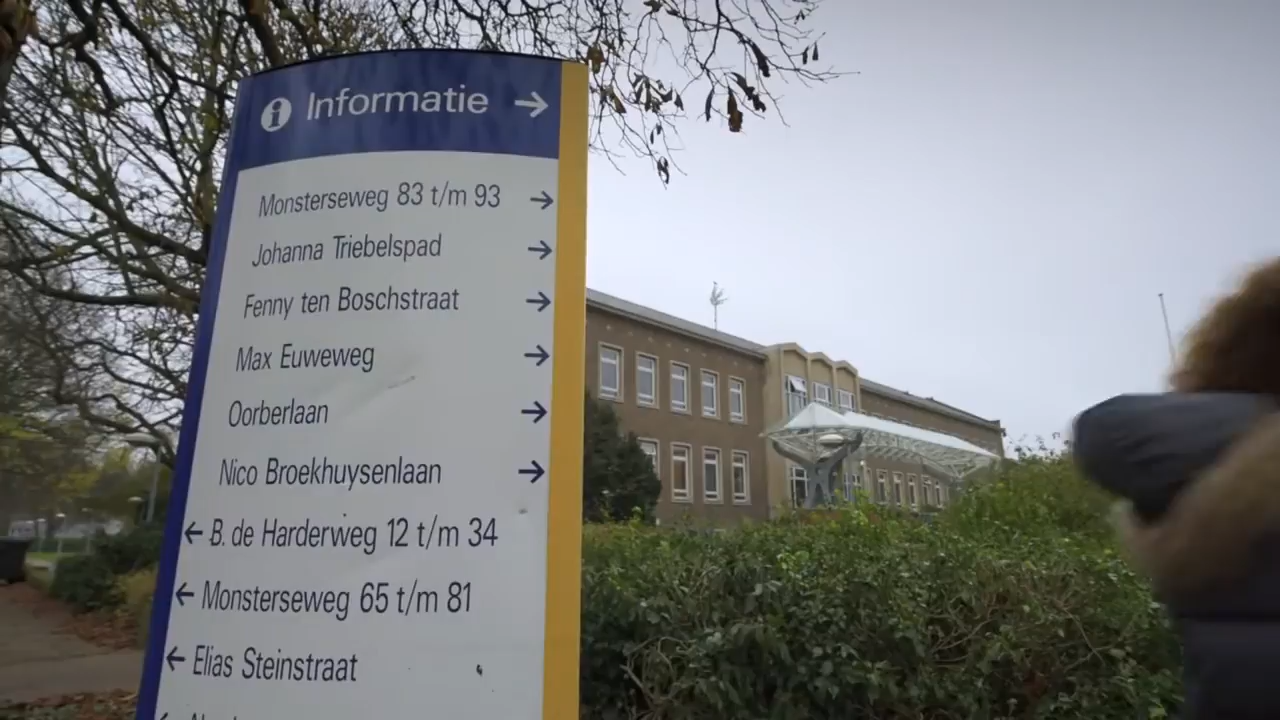 i Informatie →
Monsterseweg 83 t/m 93 →
Johanna Triebelspad →
Fenny ten Boschstraat →
Max Euweweg →
Oorberlaan →
Nico Broekhuysenlaan →
← B. de Harderweg 12 t/m 34
← Monsterseweg 65 t/m 81
← Elias Steinstraat